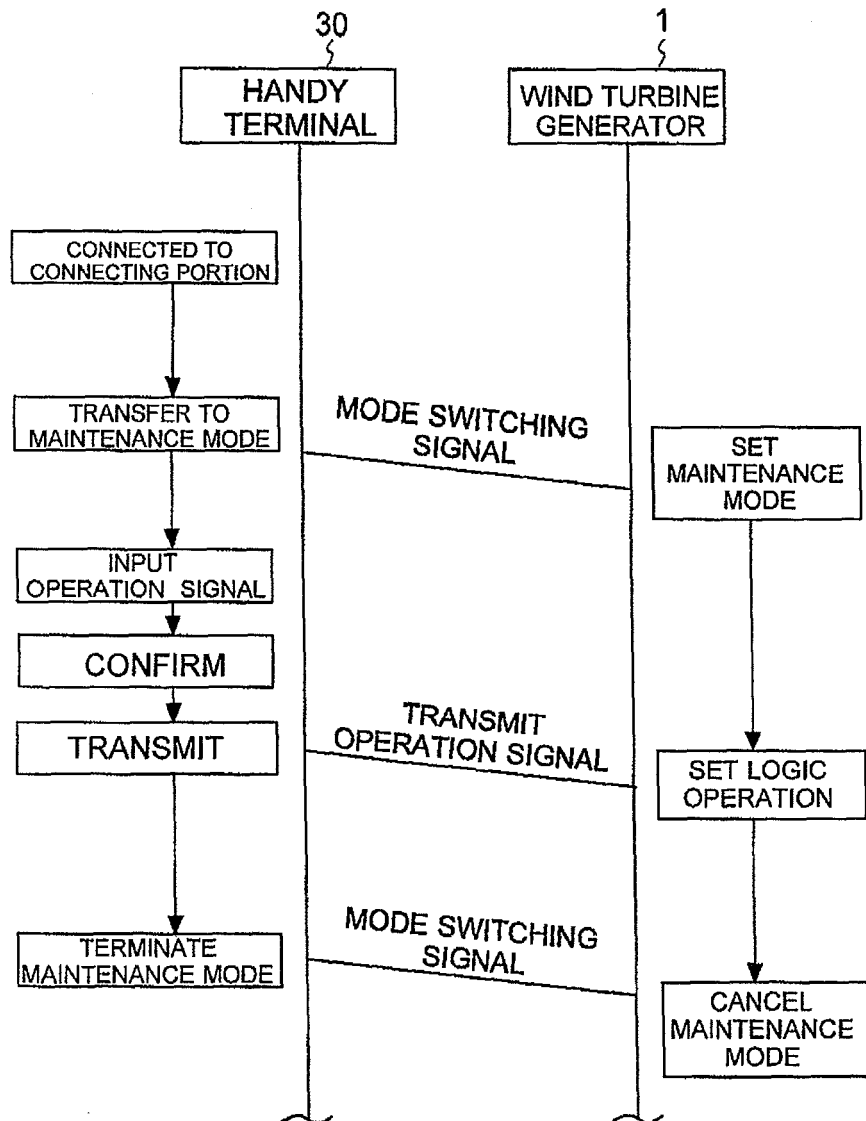 30
1
HANDY
TERMINAL
WIND TURBINE
GENERATOR
CONNECTED TO
CONNECTING PORTION
TRANSFER TO
MAINTENANCE MODE
MODE SWITCHING
SIGNAL
SET
MAINTENANCE
MODE
INPUT
OPERATION SIGNAL
CONFIRM
TRANSMIT
TRANSMIT
OPERATION SIGNAL
SET LOGIC
OPERATION
TERMINATE
MAINTENANCE MODE
MODE SWITCHING
SIGNAL
CANCEL
MAINTENANCE
MODE